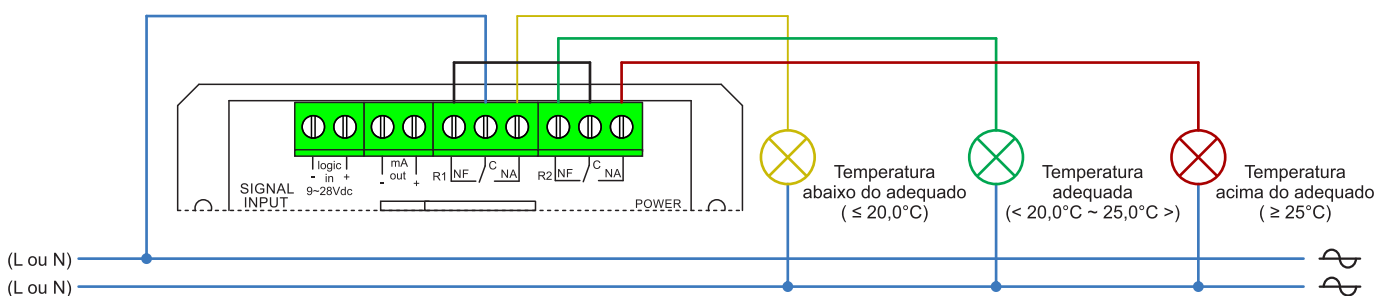 logic
- in +
9~28Vdc
mA
out
- +
R1 NF C NA
R2 NF C NA
SIGNAL
INPUT
POWER
Temperatura
abaixo do adequado
( ≤ 20,0°C)
Temperatura
adequada
(< 20,0°C ~ 25,0°C >)
Temperatura
acima do adequado
( ≥ 25°C)
(L ou N)
(L ou N)